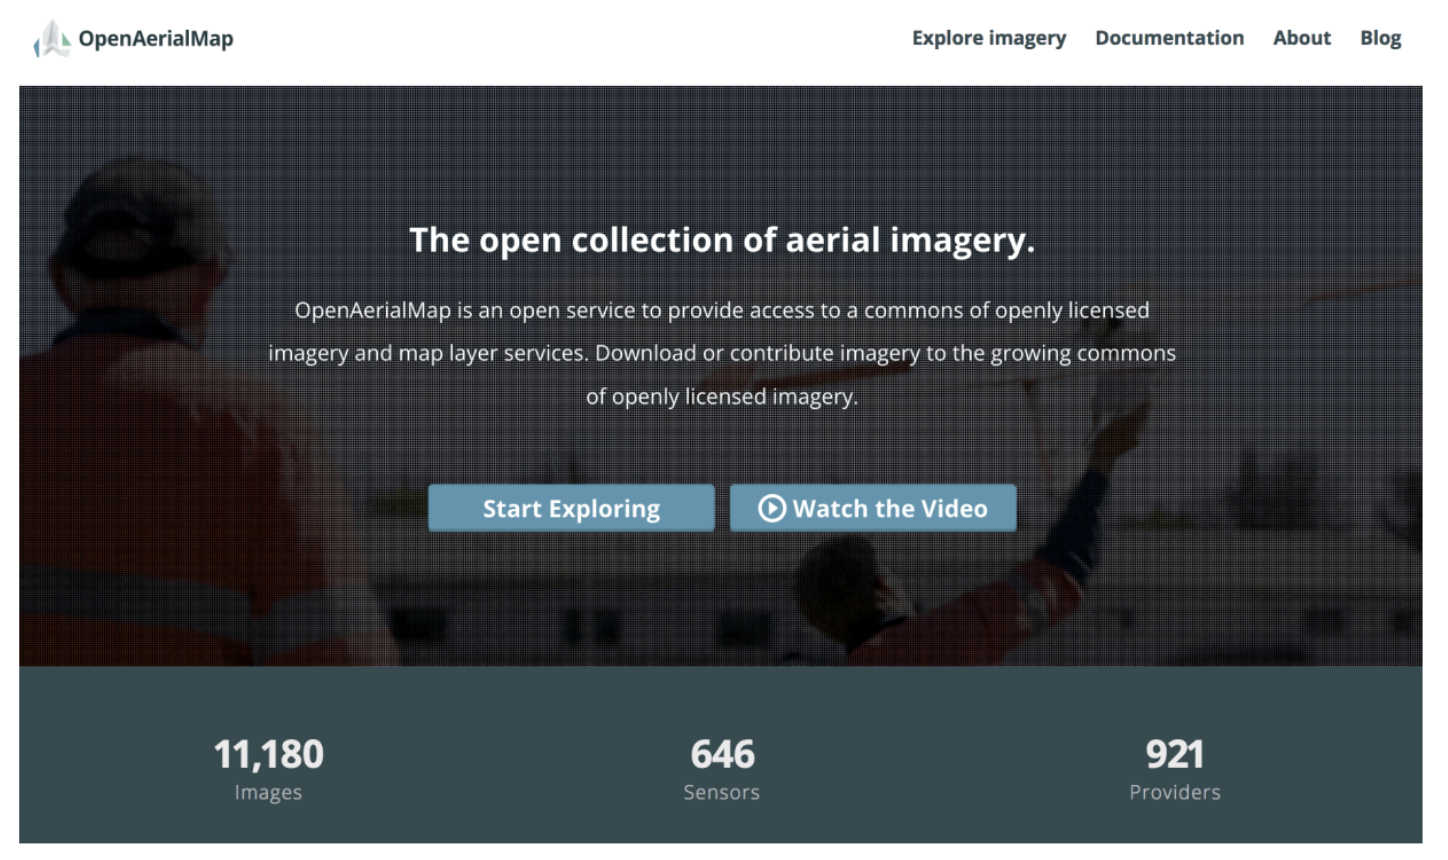 OpenAerialMap
Explore imagery
Documentation
About
Blog
The open collection of aerial imagery.
OpenAerialMap is an open service to provide access to a commons of openly licensed
imagery and map layer services. Download or contribute imagery to the growing commons
of openly licensed imagery.
Start Exploring
Watch the Video
11,180
Images
646
Sensors
921
Providers